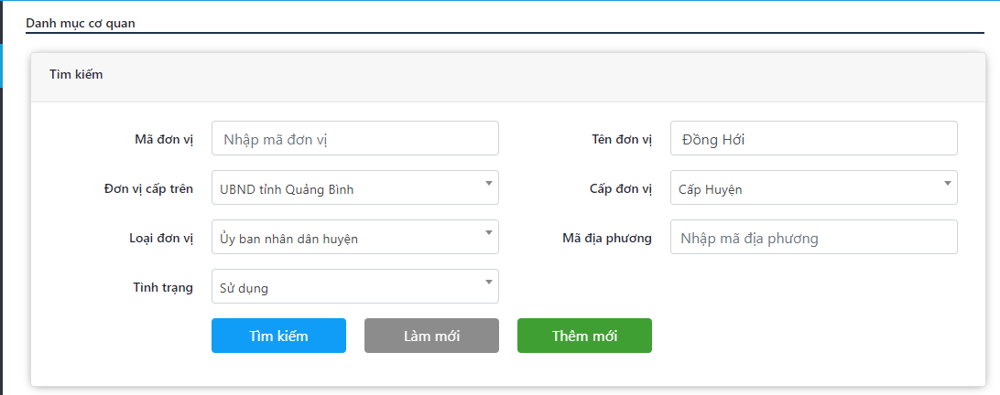 Danh mục cơ quan
Tìm kiếm
Mã đơn vị Nhập mã đơn vị Tên đơn vị Đồng Hới
Đơn vị cấp trên UBND tỉnh Quảng Bình Cấp đơn vị Cấp Huyện
Loại đơn vị Ủy ban nhân dân huyện Mã địa phương Nhập mã địa phương
Tình trạng Sử dụng
Tìm kiếm Làm mới Thêm mới